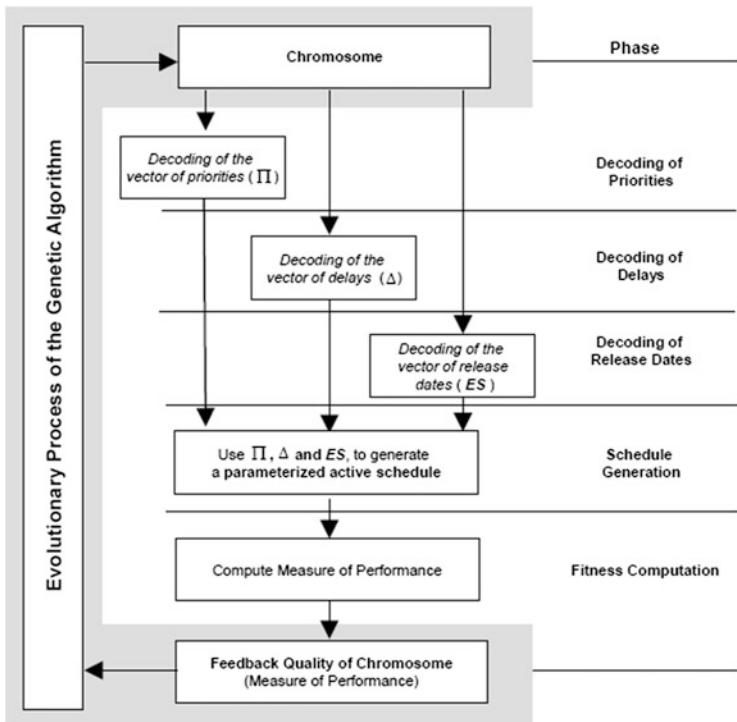 Evolutionary Process of the Genetic Algorithm
Chromosome
Phase
Decoding of the
vector of priorities (Π)
Decoding of
Priorities
Decoding of the
vector of delays (Δ)
Decoding of
Delays
Decoding of the
vector of release
dates (ES)
Decoding of
Release Dates
Use Π, Δ and ES, to generate
a parameterized active schedule
Schedule
Generation
Compute Measure of Performance
Fitness Computation
Feedback Quality of Chromosome
(Measure of Performance)